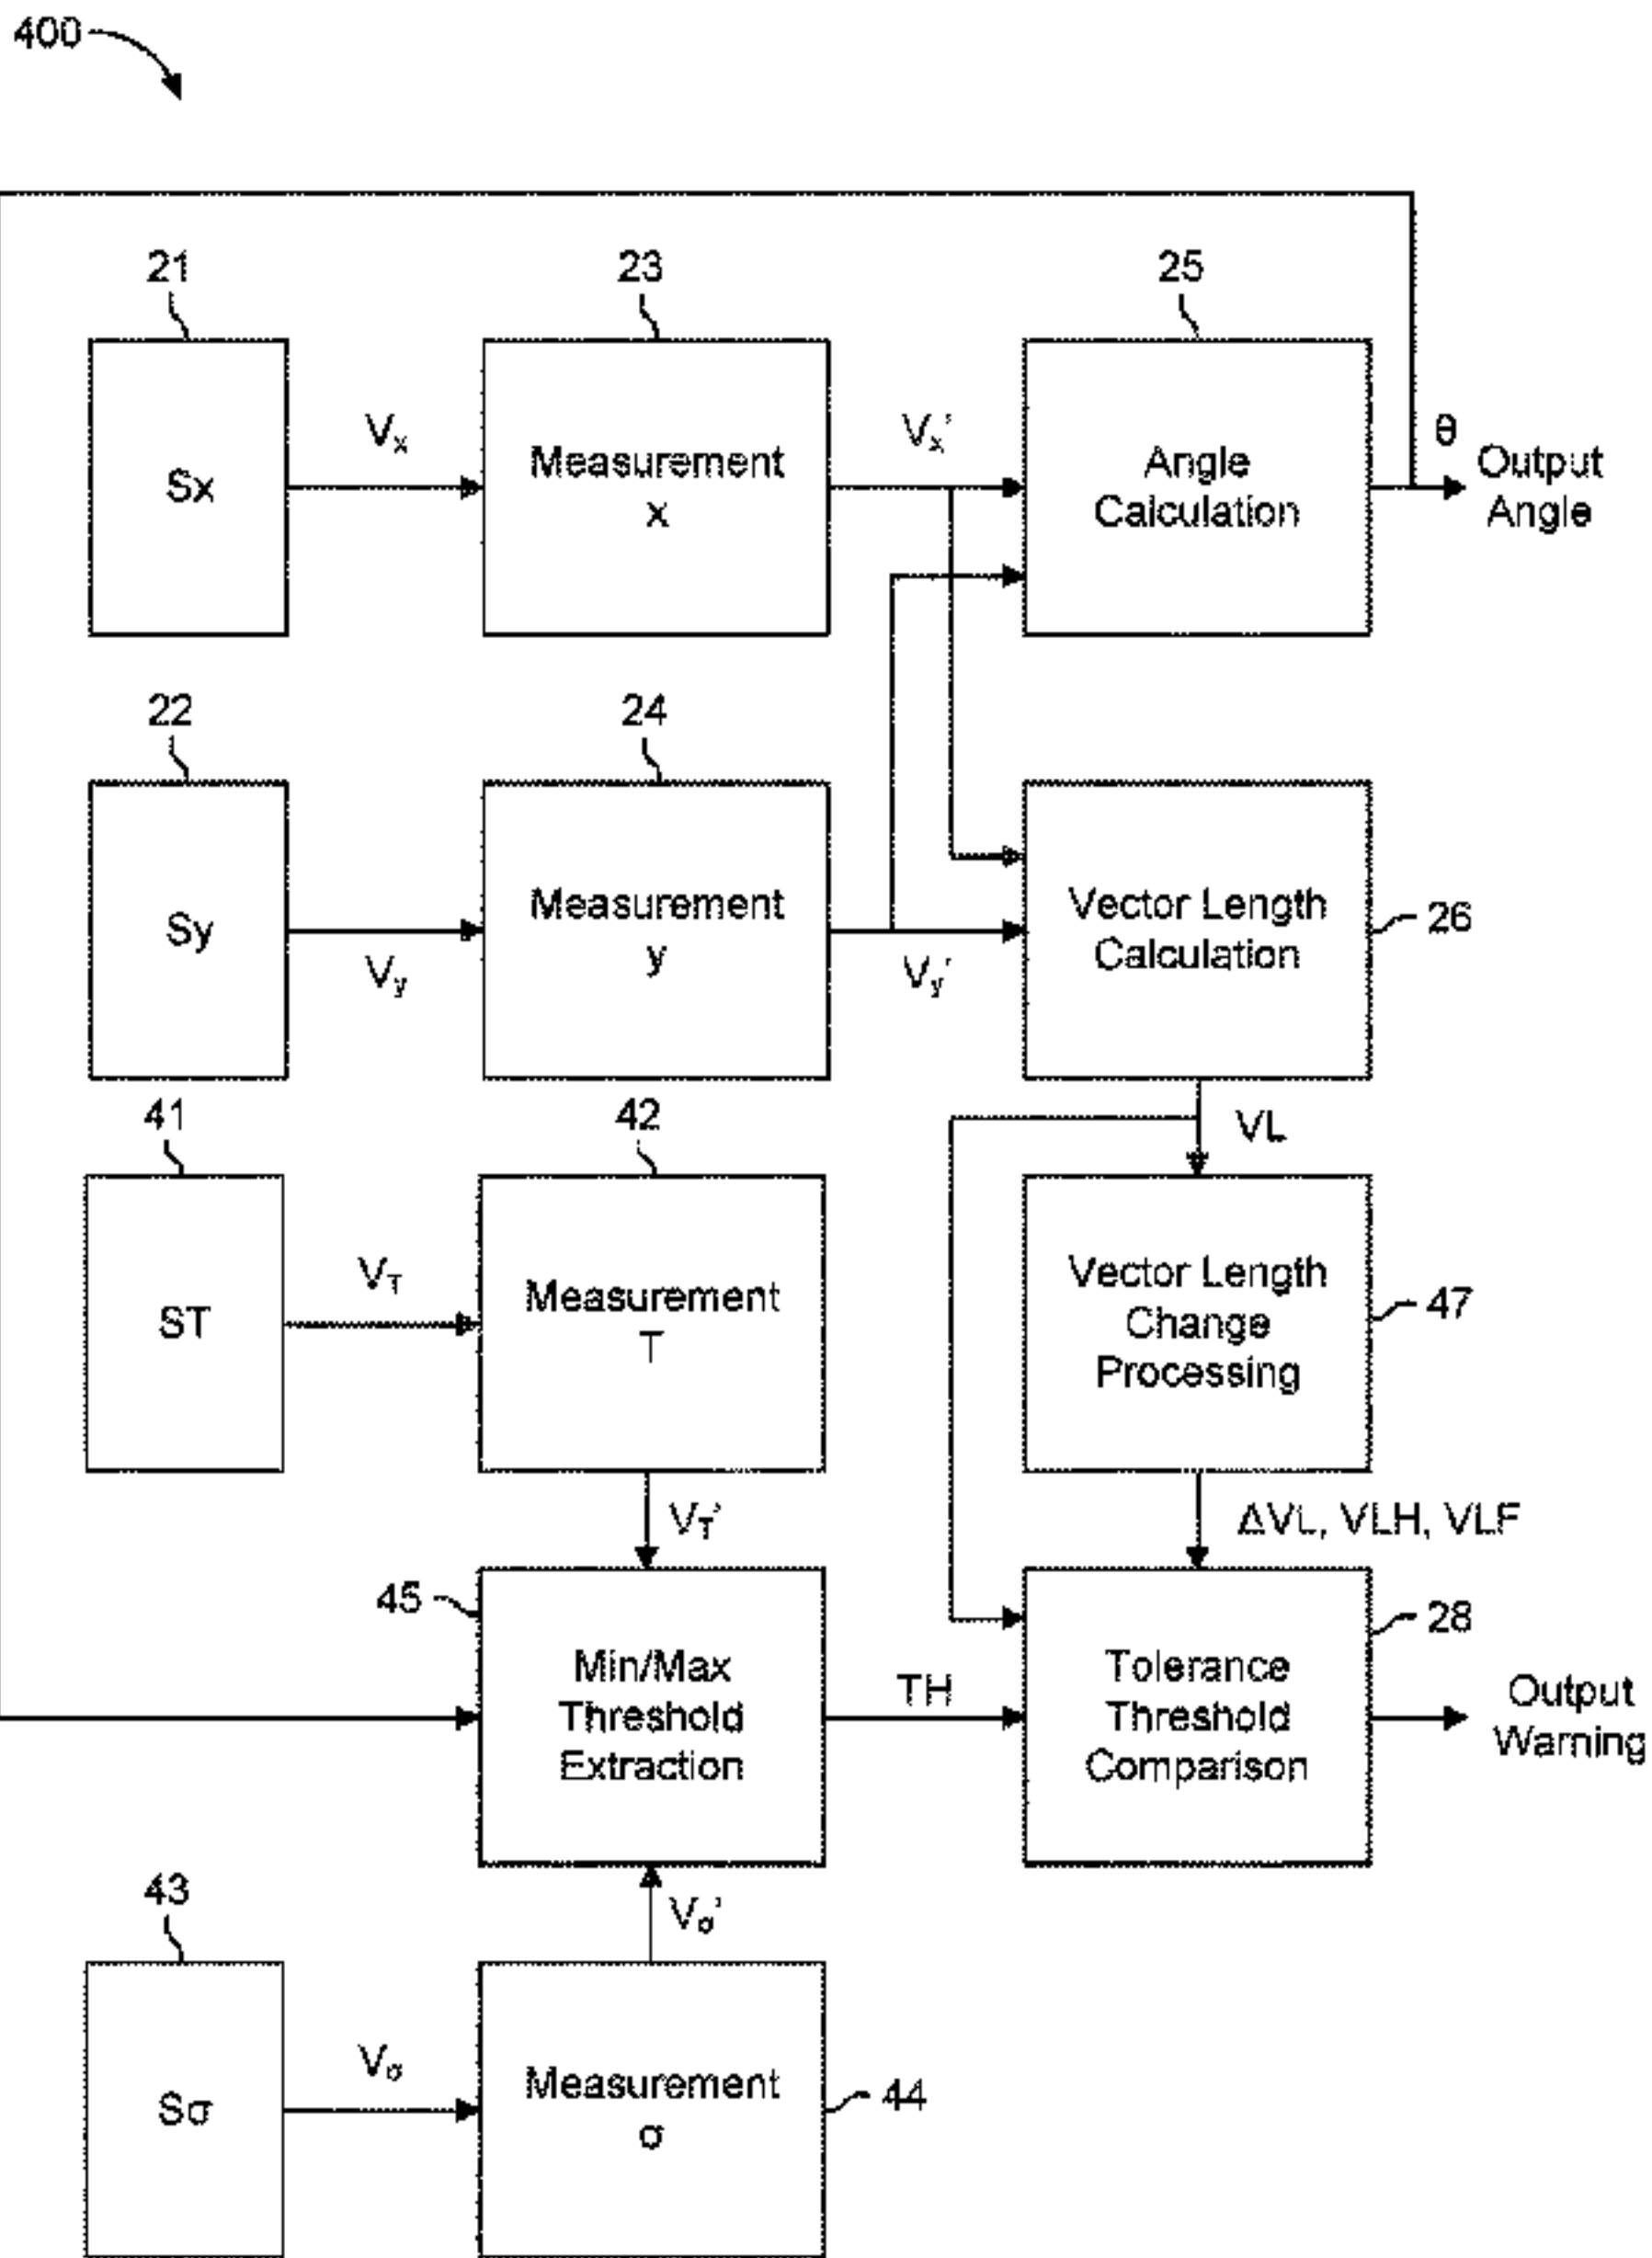 400
21
23
25
Sx
Vx
Measurement
x
Vx'
Angle
Calculation
θ
Output
Angle
22
24
Sy
Vy
Measurement
y
Vy'
Vector Length
Calculation
26
41
42
VL
ST
VT
Measurement
T
Vector Length
Change
Processing
47
VT'
ΔVL, VLH, VLF
45
Min/Max
Threshold
Extraction
TH
Tolerance
Threshold
Comparison
28
Output
Warning
43
Vσ'
Sσ
Vσ
Measurement
σ
44